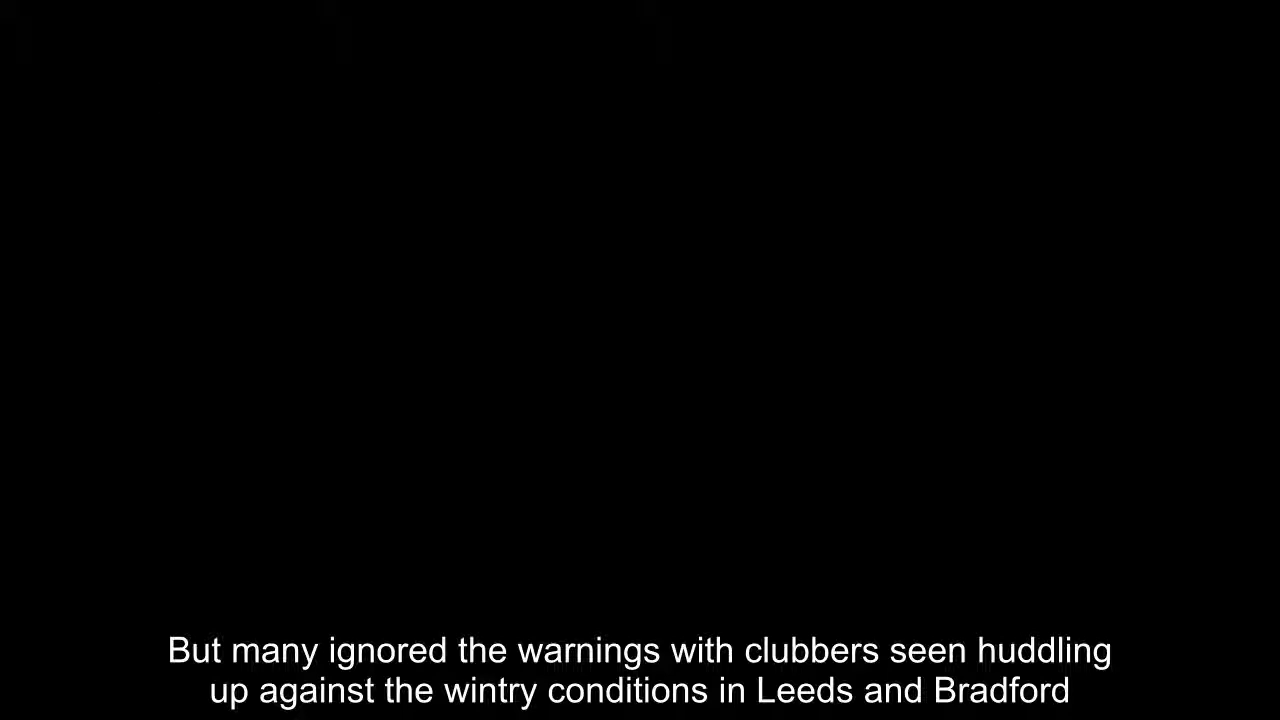 But many ignored the warnings with clubbers seen huddling
up against the wintry conditions in Leeds and Bradford